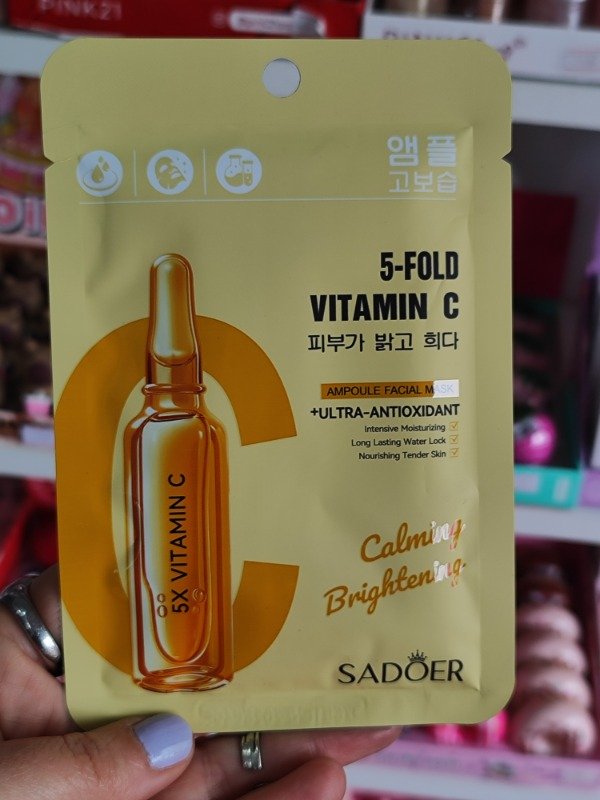 PINK21
앰플
고보습
5-FOLD
VITAMIN C
피부가 밝고 희다
AMPOULE FACIAL MASK
+ULTRA-ANTIOXIDANT
Intensive Moisturizing
Long Lasting Water Lock
Nourishing Tender Skin
5X VITAMIN C
Calming
Brightening
SADOER